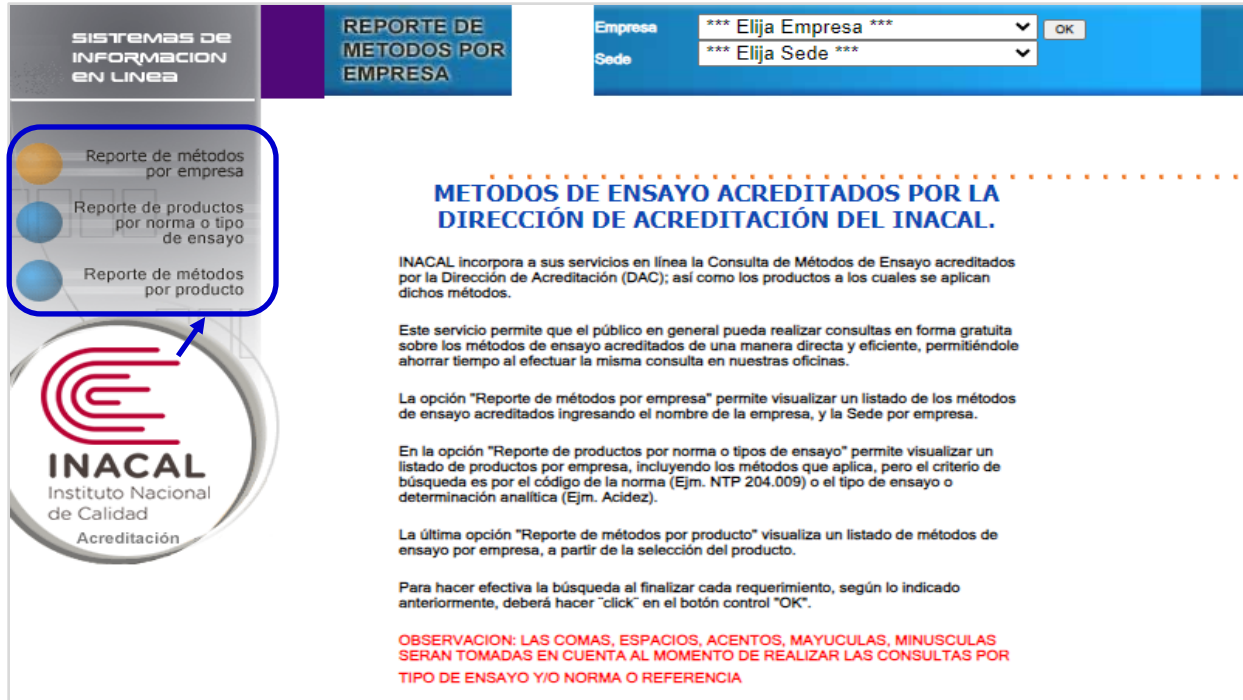 SISTEMAS DE
INFORMACION
EN LINEA
REPORTE DE
METODOS POR
EMPRESA
Empresa
*** Elija Empresa ***
OK
Sede
*** Elija Sede ***
Reporte de métodos
por empresa
Reporte de productos
por norma o tipo
de ensayo
Reporte de métodos
por producto
INACAL
Instituto Nacional
de Calidad
Acreditación
METODOS DE ENSAYO ACREDITADOS POR LA
DIRECCIÓN DE ACREDITACIÓN DEL INACAL.
INACAL incorpora a sus servicios en línea la Consulta de Métodos de Ensayo acreditados
por la Dirección de Acreditación (DAC); así como los productos a los cuales se aplican
dichos métodos.
Este servicio permite que el público en general pueda realizar consultas en forma gratuita
sobre los métodos de ensayo acreditados de una manera directa y eficiente, permitiéndole
ahorrar tiempo al efectuar la misma consulta en nuestras oficinas.
La opción "Reporte de métodos por empresa" permite visualizar un listado de los métodos
de ensayo acreditados ingresando el nombre de la empresa, y la Sede por empresa.
En la opción "Reporte de productos por norma o tipos de ensayo" permite visualizar un
listado de productos por empresa, incluyendo los métodos que aplica, pero el criterio de
búsqueda es por el código de la norma (Ejm. NTP 204.009) o el tipo de ensayo o
determinación analítica (Ejm. Acidez).
La última opción "Reporte de métodos por producto" visualiza un listado de métodos de
ensayo por empresa, a partir de la selección del producto.
Para hacer efectiva la búsqueda al finalizar cada requerimiento, según lo indicado
anteriormente, deberá hacer ¨click¨ en el botón control "OK".
OBSERVACION: LAS COMAS, ESPACIOS, ACENTOS, MAYUCULAS, MINUSCULAS
SERAN TOMADAS EN CUENTA AL MOMENTO DE REALIZAR LAS CONSULTAS POR
TIPO DE ENSAYO Y/O NORMA O REFERENCIA